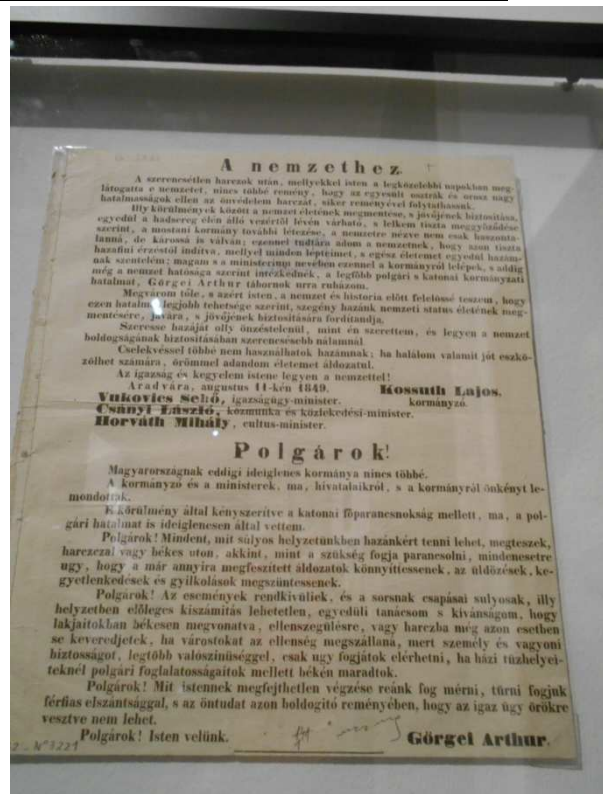 A nemzethez.
A szerencsétlen harczok után, mellyekkel isten a legközelebbi napokban meg-
látogatta e nemzetet, nincs többé remény, hogy az egyesült osztrák és orosz nagy
hatalmasságok ellen az önvédelem harczát, siker reményével folytathassuk.
Illy körülmények között a nemzet életének megmentése, s jövőjének biztosítása,
egyedül a hadsereg élén álló vezértől lévén várható, s lelkem tiszta meggyőződése
szerint, a mostani kormány további létezése, a nemzetre nézve nem csak haszonta-
lanná, de károssá is válván; ezennel tudtára adom a nemzetnek, hogy azon tiszta
hazafiui érzéstől indítva, mellyel minden lépteimet, s egész életemet egyedül hazám-
nak szentelém; magam s a ministerium nevében ezennel a kormányról lelépek, s addig
még a nemzet hatósága szerint intézkednék, a legfőbb polgári s katonai kormányzati
hatalmat, Görgei Arthur tábornok urra ruházom.
Megvárom tőle, s azért isten, a nemzet és historia előtt felelőssé teszem, hogy
ezen hatalmat legjobb tehetsége szerint, szegény hazánk nemzeti status életének meg-
mentésére, javára, s jövőjének biztosítására fordítandja.
Szeresse hazáját olly önzéstelenül, mint én szerettem, és legyen a nemzet
boldogságának biztosításában szerencsésebb nálamnál.
Cselekvéssel többé nem használhatok hazámnak; ha halálom valamit jót eszkö-
zölhet számára, örömmel adandom életemet áldozatul.
Az igazság és kegyelem istene legyen a nemzettel!
Aradvára, augustus 11-kén 1849. Kossuth Lajos,
Vukovics Sebő, igazságügy-minister. kormányzó.
Csányi László, közmunka és közlekedési-minister.
Horváth Mihály, cultus-minister.
Polgárok!
Magyarországnak eddigi ideiglenes kormánya nincs többé.
A kormányzó és a ministerek, ma, hivatalaikról, s a kormányról önkényt le-
mondottak.
E körülmény által kényszerítve a katonai főparancsnokság mellett, ma, a pol-
gári hatalmat is ideiglenesen által vettem.
Polgárok! Mindent, mit súlyos helyzetünkben hazánkért tenni lehet, megteszek,
harczczal vagy békes uton, akkint, mint a szükség fogja parancsolni, mindenesetre
ugy, hogy a már annyira megfeszített áldozatok könnyíttessenek, az üldözések, ke-
gyetlenkedések és gyilkolások megszüntessenek.
Polgárok! Az események rendkivüliek, és a sorsnak csapásai sulyosak, illy
helyzetben előleges kiszámítás lehetetlen, egyedüli tanácsom s kivánságom, hogy
lakjaitokban békesen megvonatva, ellenszegülésre, vagy harczba még azon esetben
se keveredjetek, ha várostokat az ellenség megszállaná, mert személy és vagyoni
biztosságot, legtöbb valószinüséggel, csak ugy fogjátok elérhetni, ha házi tüzhelyei-
teknél polgári foglalatosságaitok mellett békén maradtok.
Polgárok! Mit istennek megfejthetlen végzése reánk fog mérni, türni fogjuk
férfias elszántsággal, s az öntudat azon boldogító reményében, hogy az igaz ügy örökre
vesztve nem lehet.
Polgárok! Isten velünk. Görgei Arthur.